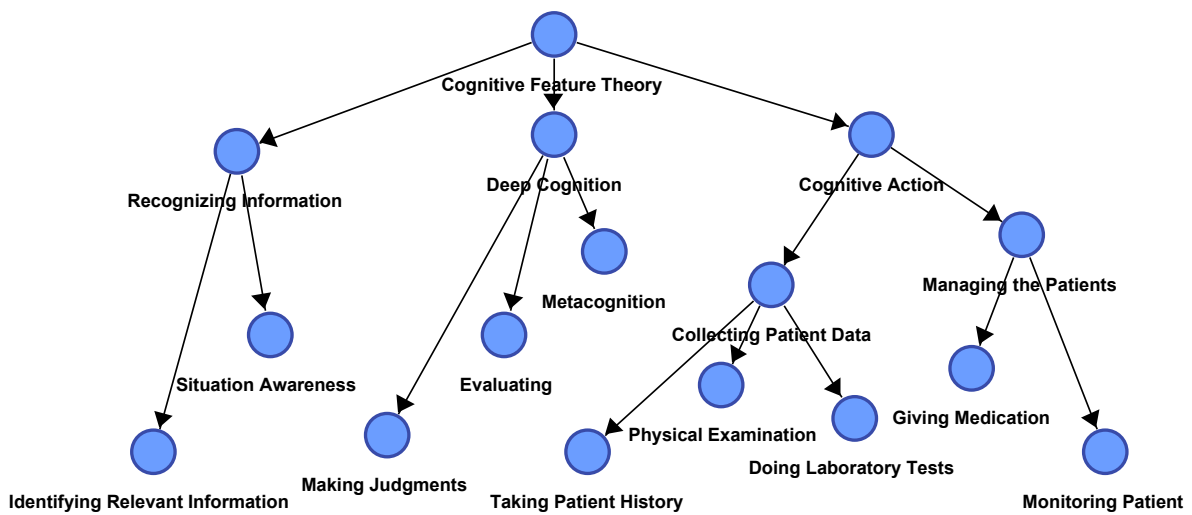 Cognitive Feature Theory
Deep Cognition
Cognitive Action
Recognizing Information
Managing the Patients
Metacognition
Collecting Patient Data
Situation Awareness
Evaluating
Giving Medication
Physical Examination
Doing Laboratory Tests
Making Judgments
Identifying Relevant Information
Taking Patient History
Monitoring Patient